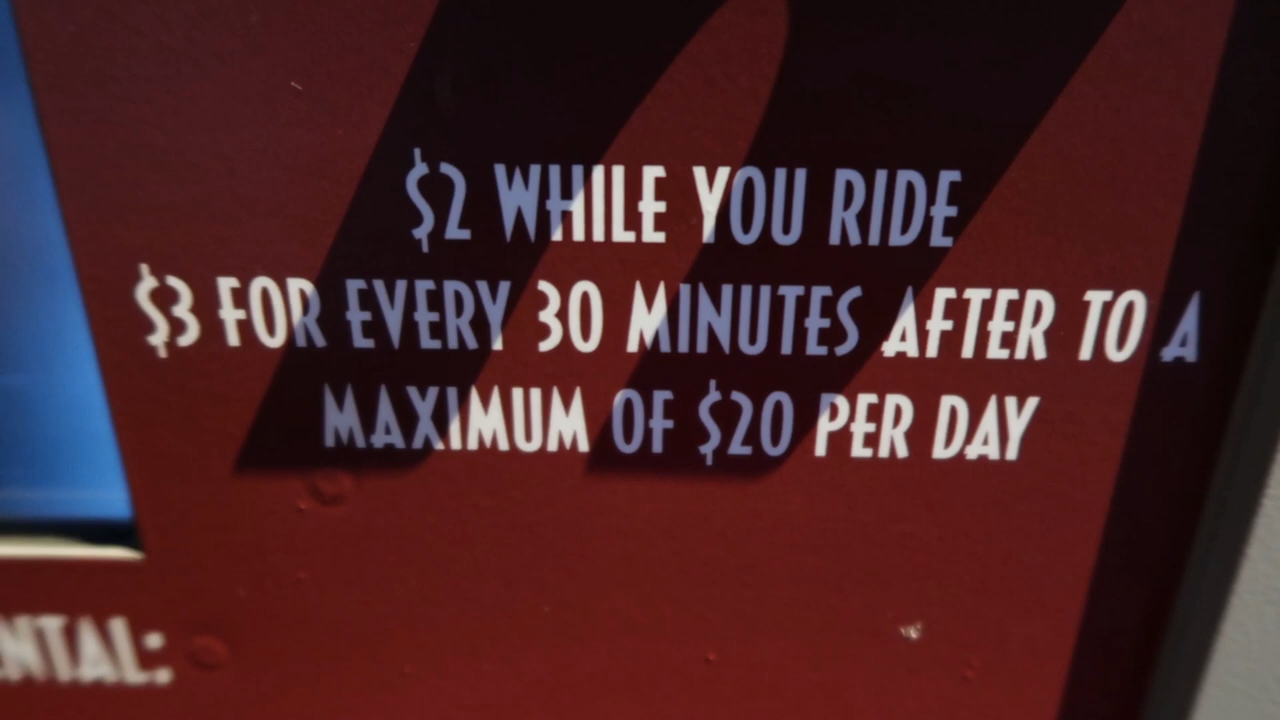 $2 WHILE YOU RIDE
$3 FOR EVERY 30 MINUTES AFTER TO A
MAXIMUM OF $20 PER DAY
NTAL: